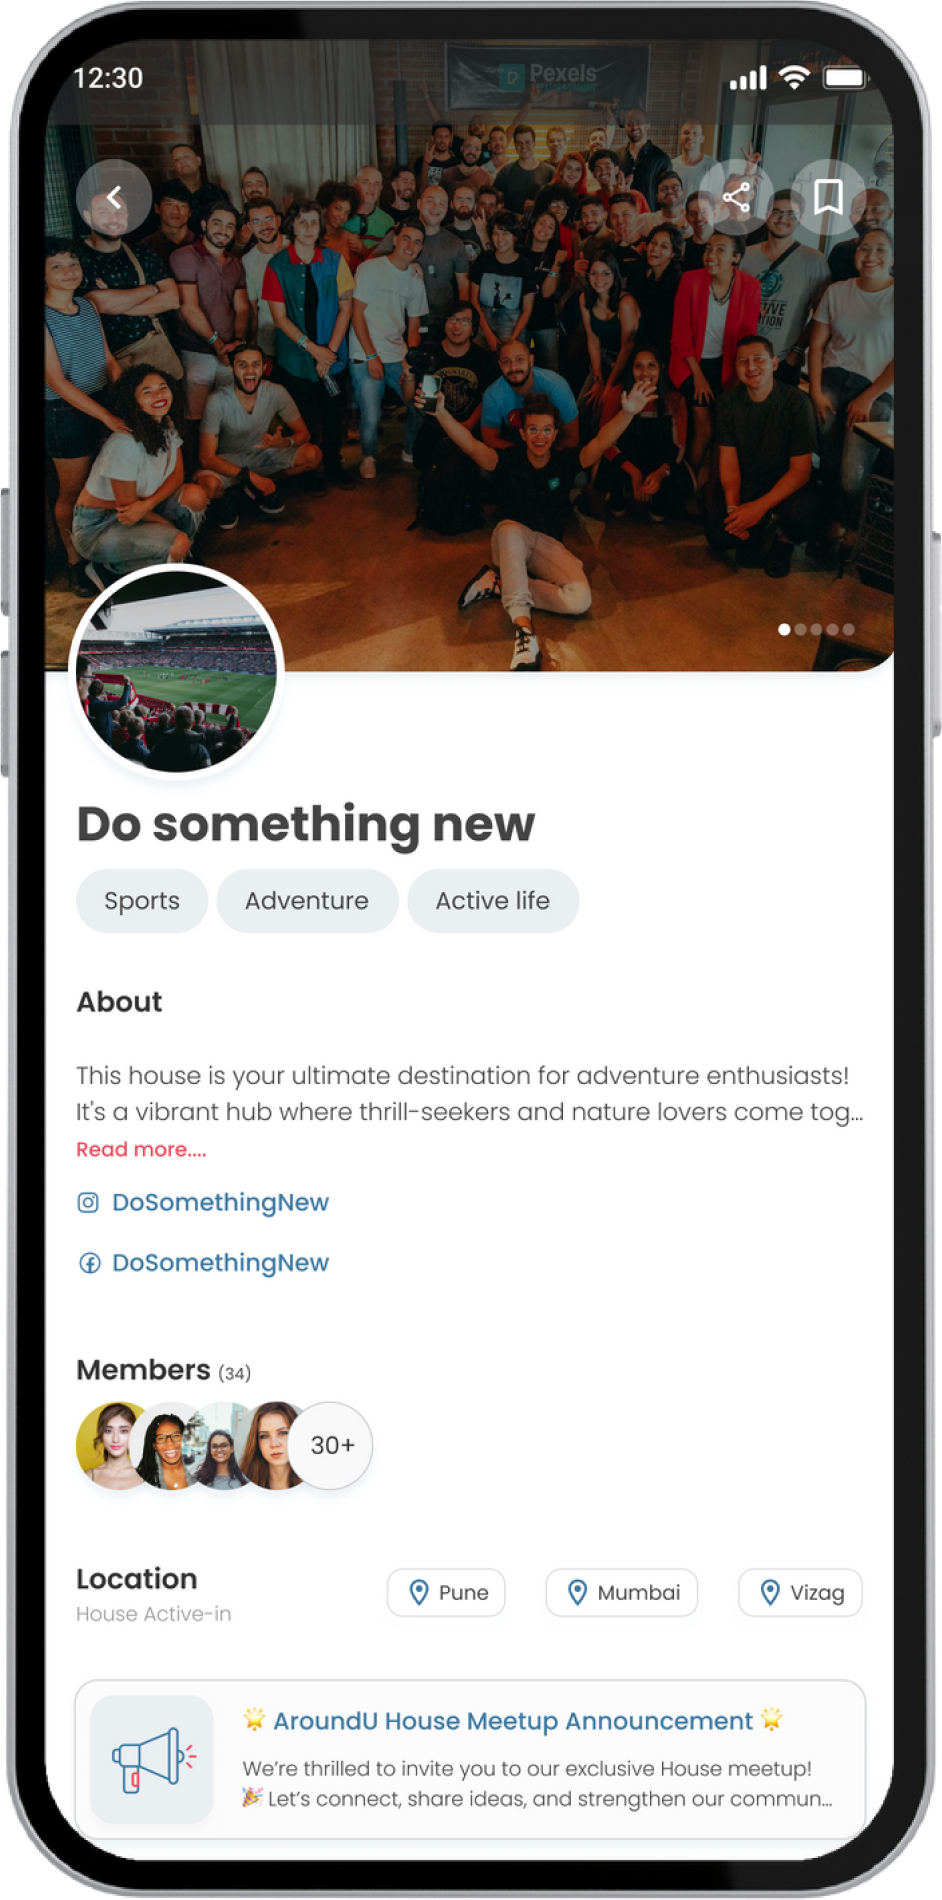 12:30
Pexels
Do something new
Sports Adventure Active life
About
This house is your ultimate destination for adventure enthusiasts!
It's a vibrant hub where thrill-seekers and nature lovers come tog...
Read more....
DoSomethingNew
DoSomethingNew
Members (34)
30+
Location
House Active-in
Pune Mumbai Vizag
🌟 AroundU House Meetup Announcement 🌟
We’re thrilled to invite you to our exclusive House meetup!
🎉 Let’s connect, share ideas, and strengthen our commun...